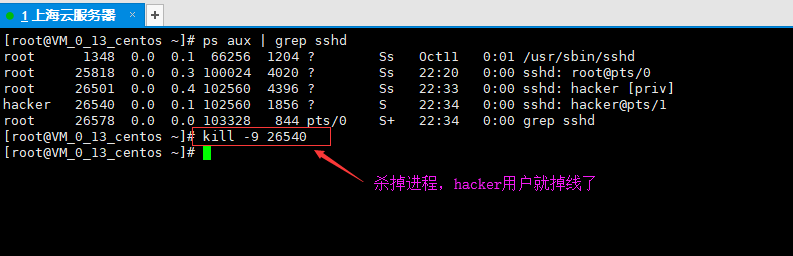 1 上海云服务器 × +
[root@VM_0_13_centos ~]# ps aux | grep sshd
root      1348  0.0  0.1  66256  1204 ?        Ss   Oct11   0:01 /usr/sbin/sshd
root     25818  0.0  0.3 100024  4020 ?        Ss   22:20   0:00 sshd: root@pts/0
root     26501  0.0  0.4 102560  4396 ?        Ss   22:33   0:00 sshd: hacker [priv]
hacker   26540  0.0  0.1 102560  1856 ?        S    22:34   0:00 sshd: hacker@pts/1
root     26578  0.0  0.0 103328   844 pts/0    S+   22:34   0:00 grep sshd
[root@VM_0_13_centos ~]# kill -9 26540
[root@VM_0_13_centos ~]#
杀掉进程，hacker用户就掉线了